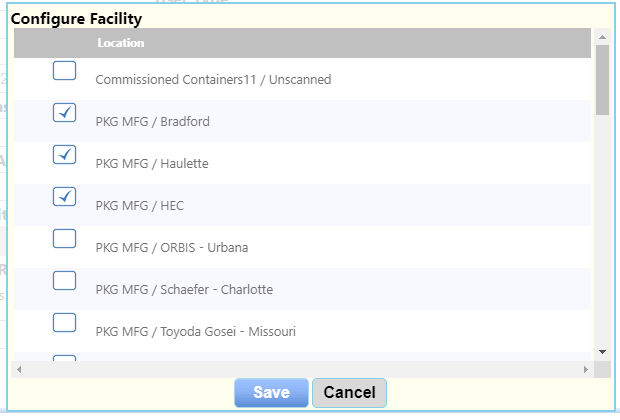 Configure Facility
Location
Commissioned Containers11 / Unscanned
PKG MFG / Bradford
PKG MFG / Haulette
PKG MFG / HEC
PKG MFG / ORBIS - Urbana
PKG MFG / Schaefer - Charlotte
PKG MFG / Toyoda Gosei - Missouri
Save Cancel